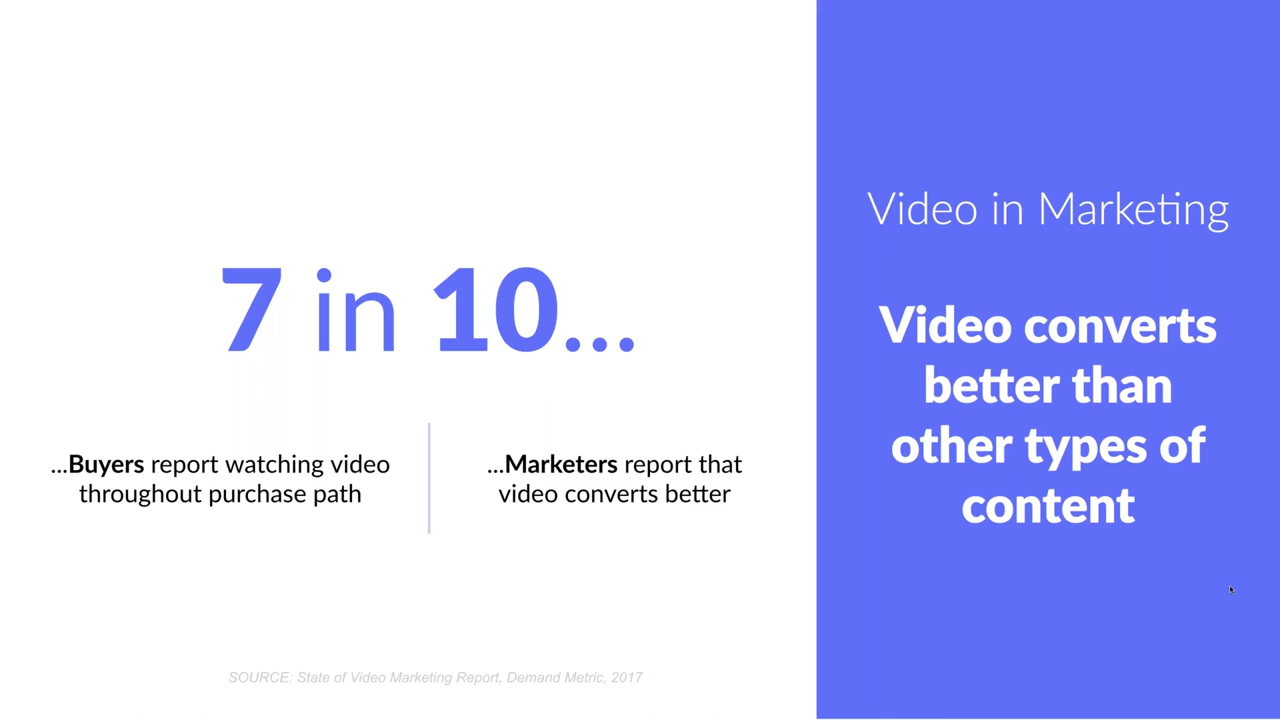 7 in 10...
...Buyers report watching video
throughout purchase path
...Marketers report that
video converts better
SOURCE: State of Video Marketing Report, Demand Metric, 2017
Video in Marketing
Video converts
better than
other types of
content